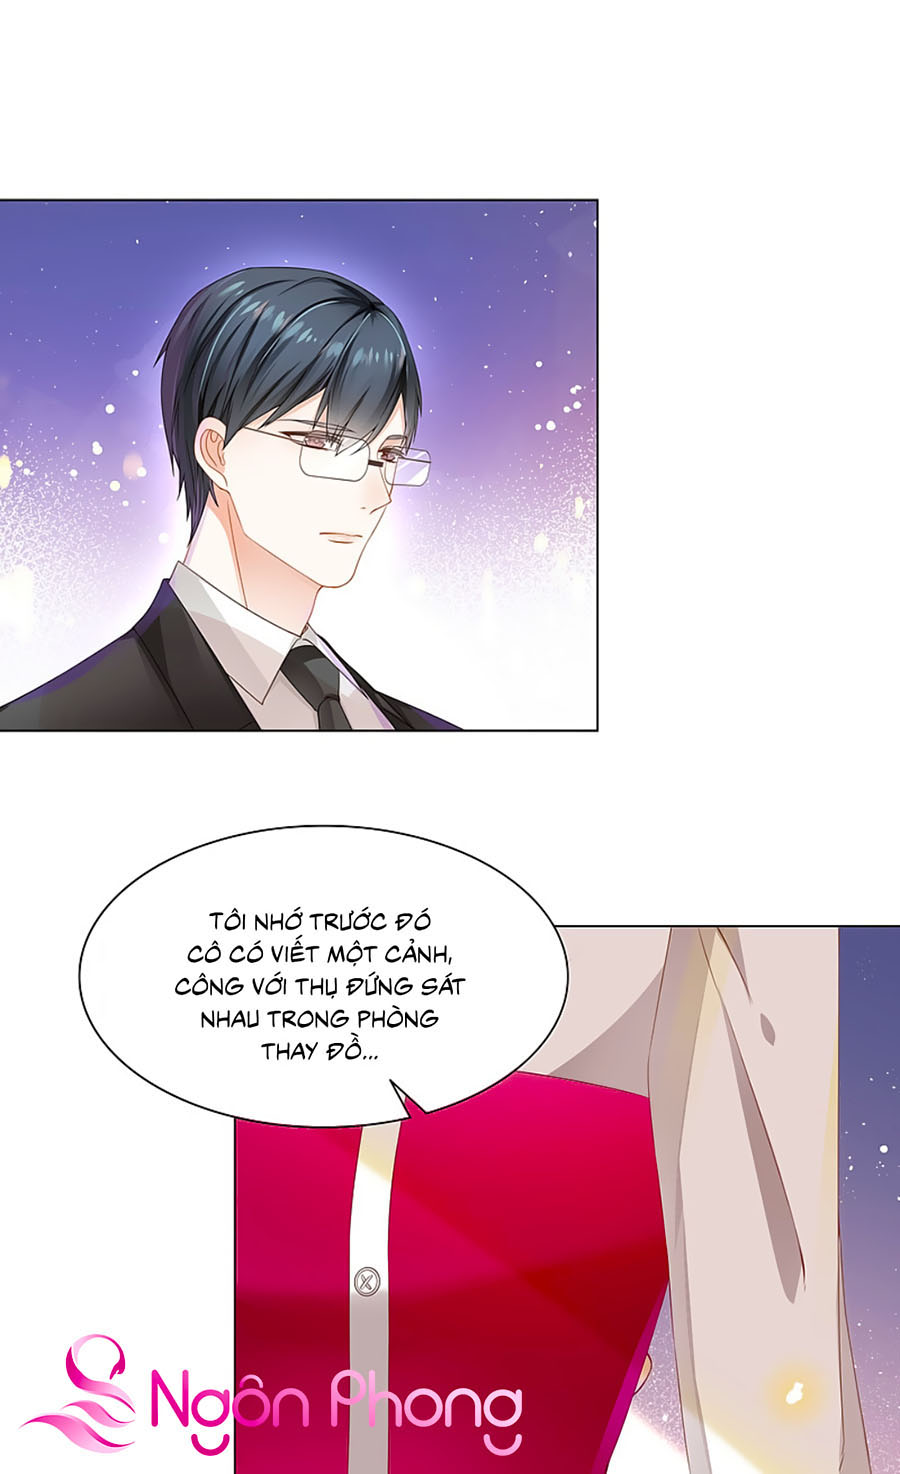 TÔI NHỚ TRƯỚC ĐÓ
CÔ CÓ VIẾT MỘT CẢNH,
CÔNG VỚI THỤ ĐỨNG SÁT
NHAU TRONG PHÒNG
THAY ĐỒ...
Ngôn Phong